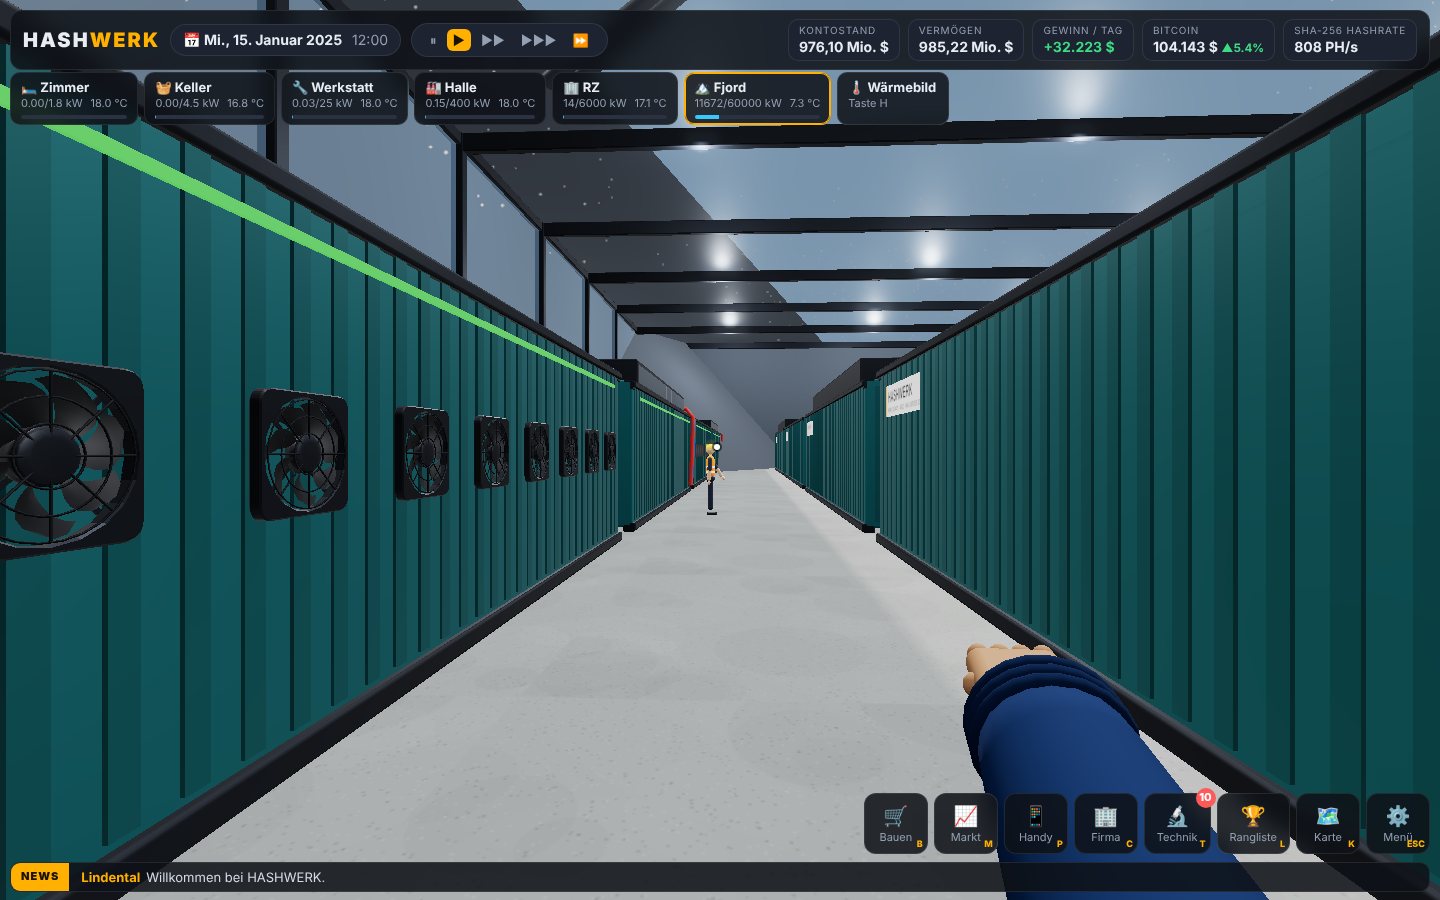 HASHWERK
Mi., 15. Januar 2025 12:00
KONTOSTAND
976,10 Mio. $
VERMÖGEN
985,22 Mio. $
GEWINN / TAG
+32.223 $
BITCOIN
104.143 $ ▲5.4%
SHA-256 HASHRATE
808 PH/s
Zimmer
0.00/1.8 kW 18.0 °C
Keller
0.00/4.5 kW 16.8 °C
Werkstatt
0.03/25 kW 18.0 °C
Halle
0.15/400 kW 18.0 °C
RZ
14/6000 kW 17.1 °C
Fjord
11672/60000 kW 7.3 °C
Wärmebild
Taste H
HASHWERK
Bauen B
Markt M
Handy P
Firma C
10
Technik T
Rangliste L
Karte K
Menü ESC
NEWS Lindental Willkommen bei HASHWERK.